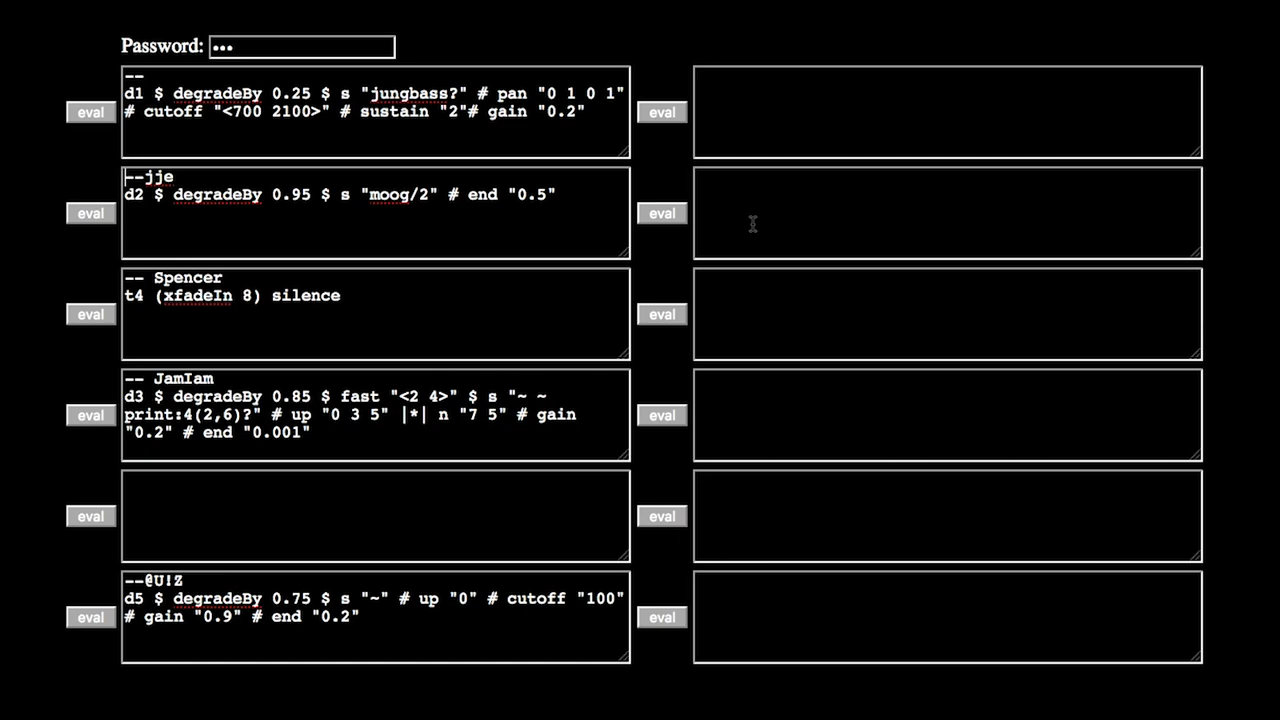 Password: •••
--
eval
d1 $ degradeBy 0.25 $ s "jungbass?" # pan "0 1 0 1"
# cutoff "<700 2100>" # sustain "2"# gain "0.2"
eval
--jje
d2 $ degradeBy 0.95 $ s "moog/2" # end "0.5"
eval
eval
-- Spencer
t4 (xfadeIn 8) silence
eval
eval
-- JamIam
d3 $ degradeBy 0.85 $ fast "<2 4>" $ s "~ ~
print:4(2,6)?" # up "0 3 5" |*| n "7 5" # gain
"0.2" # end "0.001"
eval
eval
eval
eval
--@U!Z
d5 $ degradeBy 0.75 $ s "~" # up "0" # cutoff "100"
# gain "0.9" # end "0.2"
eval
eval